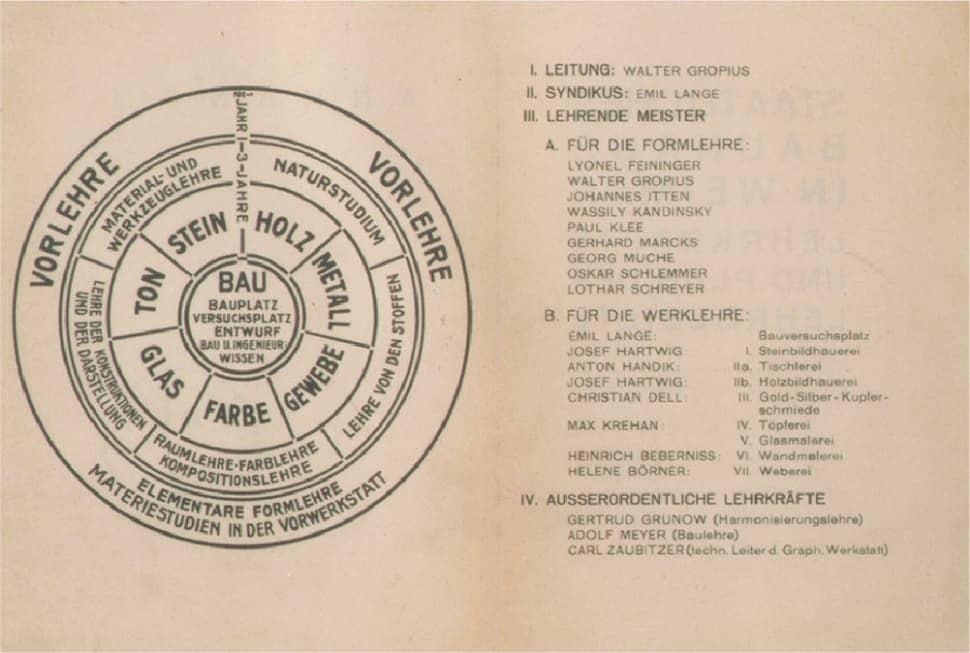 VORLEHRE
VORLEHRE
½ JAHR
1-3-JAHRE
MATERIAL- UND
WERKZEUGLEHRE
NATURSTUDIUM
LEHRE VON DEN STOFFEN
RAUMLEHRE·FARBLEHRE
KOMPOSITIONSLEHRE
LEHRE DER KONSTRUKTIONEN
UND DER DARSTELLUNG
ELEMENTARE FORMLEHRE
MATERIESTUDIEN IN DER VORWERKSTATT
STEIN
HOLZ
METALL
GEWEBE
FARBE
GLAS
TON
BAU
BAUPLATZ
VERSUCHSPLATZ
ENTWURF
BAU U. INGENIEUR-
WISSEN
I. LEITUNG: WALTER GROPIUS
II. SYNDIKUS: EMIL LANGE
III. LEHRENDE MEISTER
A. FÜR DIE FORMLEHRE:
LYONEL FEININGER
WALTER GROPIUS
JOHANNES ITTEN
WASSILY KANDINSKY
PAUL KLEE
GERHARD MARCKS
GEORG MUCHE
OSKAR SCHLEMMER
LOTHAR SCHREYER
B. FÜR DIE WERKLEHRE:
EMIL LANGE: Bauversuchsplatz
JOSEF HARTWIG: I. Steinbildhauerei
ANTON HANDIK: IIa. Tischlerei
JOSEF HARTWIG: IIb. Holzbildhauerei
CHRISTIAN DELL: III. Gold-Silber-Kupfer-
schmiede
MAX KREHAN: IV. Töpferei
V. Glasmalerei
HEINRICH BEBERNISS: VI. Wandmalerei
HELENE BÖRNER: VII. Weberei
IV. AUSSERORDENTLICHE LEHRKRÄFTE
GERTRUD GRUNOW (Harmonisierungslehre)
ADOLF MEYER (Baulehre)
CARL ZAUBITZER (techn. Leiter d. Graph. Werkstatt)